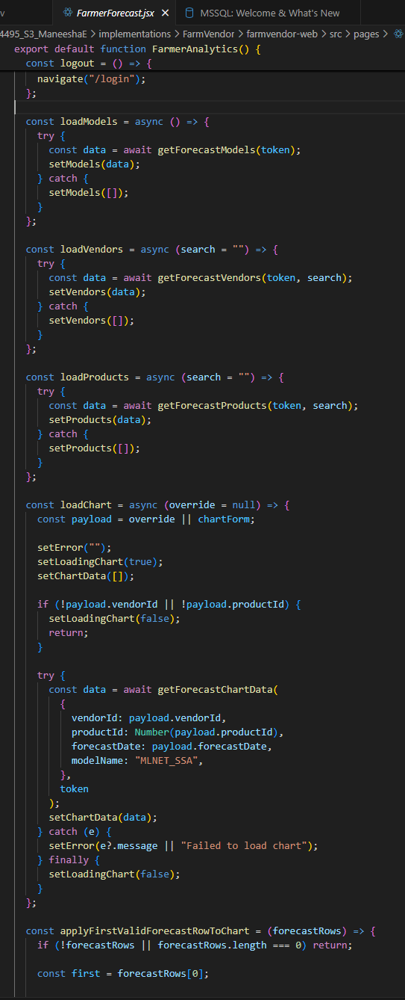 v FarmerForecast.jsx × MSSQL: Welcome & What's New
4495_S3_ManeeshaE > implementations > FarmVendor > farmvendor-web > src > pages >
export default function FarmerAnalytics() {
  const logout = () => {
    navigate("/login");
  };

  const loadModels = async () => {
    try {
      const data = await getForecastModels(token);
      setModels(data);
    } catch {
      setModels([]);
    }
  };

  const loadVendors = async (search = "") => {
    try {
      const data = await getForecastVendors(token, search);
      setVendors(data);
    } catch {
      setVendors([]);
    }
  };

  const loadProducts = async (search = "") => {
    try {
      const data = await getForecastProducts(token, search);
      setProducts(data);
    } catch {
      setProducts([]);
    }
  };

  const loadChart = async (override = null) => {
    const payload = override || chartForm;

    setError("");
    setLoadingChart(true);
    setChartData([]);

    if (!payload.vendorId || !payload.productId) {
      setLoadingChart(false);
      return;
    }

    try {
      const data = await getForecastChartData(
        {
          vendorId: payload.vendorId,
          productId: Number(payload.productId),
          forecastDate: payload.forecastDate,
          modelName: "MLNET_SSA",
        },
        token
      );
      setChartData(data);
    } catch (e) {
      setError(e?.message || "Failed to load chart");
    } finally {
      setLoadingChart(false);
    }
  };

  const applyFirstValidForecastRowToChart = (forecastRows) => {
    if (!forecastRows || forecastRows.length === 0) return;

    const first = forecastRows[0];